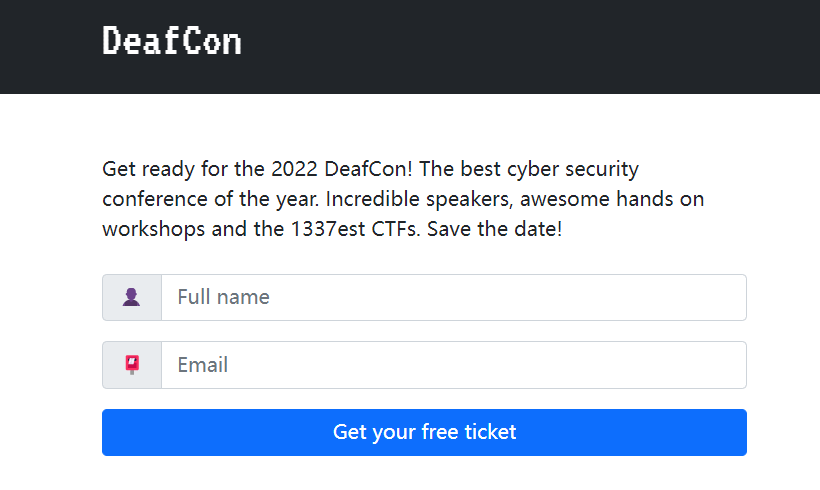 DeafCon
Get ready for the 2022 DeafCon! The best cyber security
conference of the year. Incredible speakers, awesome hands on
workshops and the 1337est CTFs. Save the date!
Full name
Email
Get your free ticket